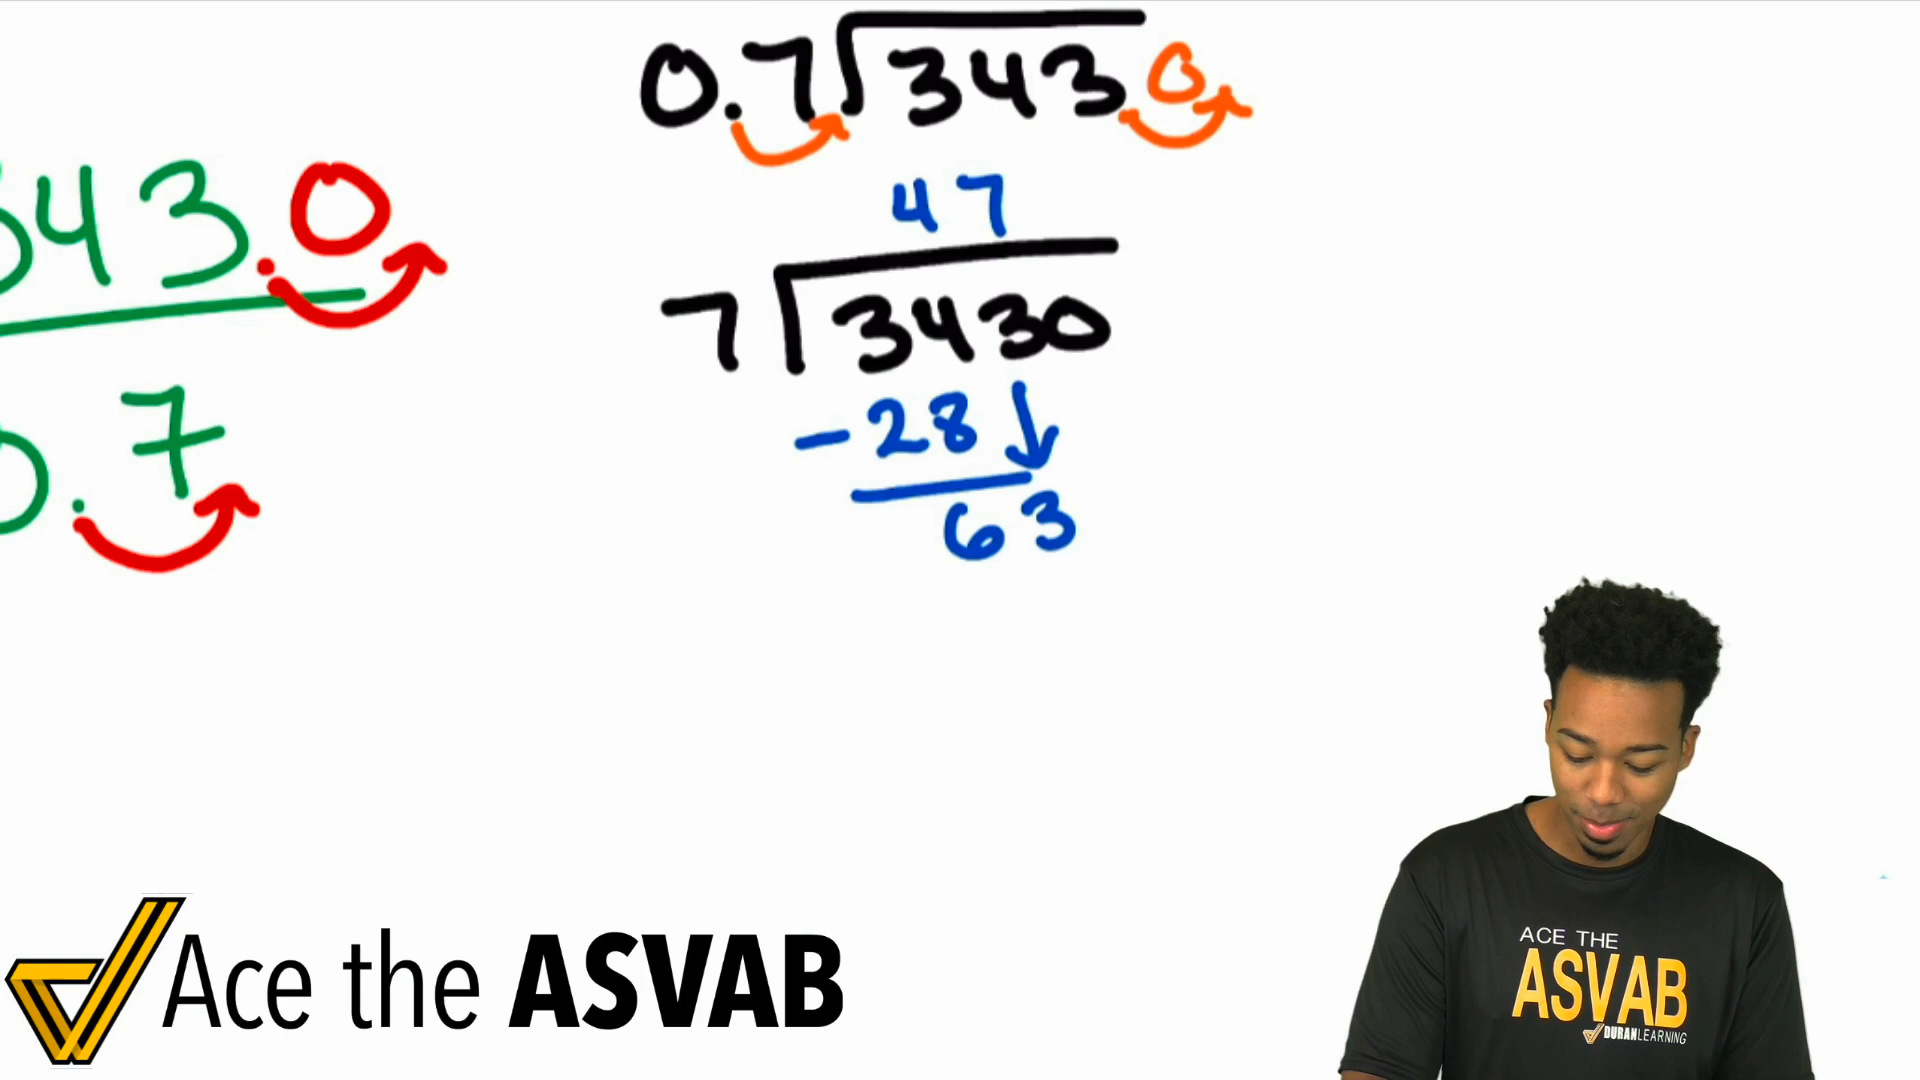 0.7 343 0
343.0
0.7
47
7 3430
-28
63
Ace the ASVAB
ACE THE
ASVAB
DURANLEARNING